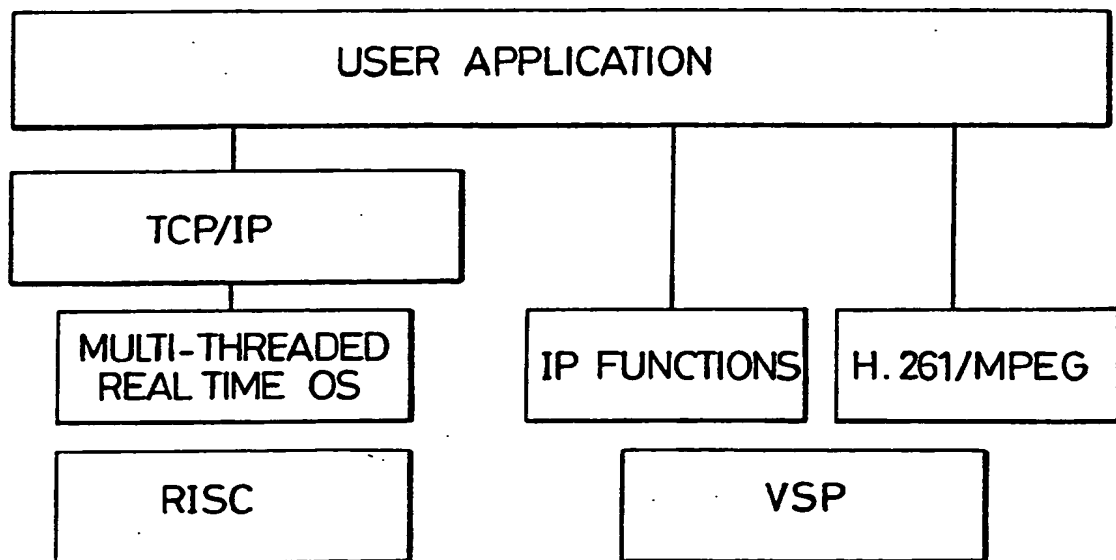 USER APPLICATION
TCP/IP
MULTI-THREADED
REAL TIME OS
IP FUNCTIONS
H.261/MPEG
RISC
VSP